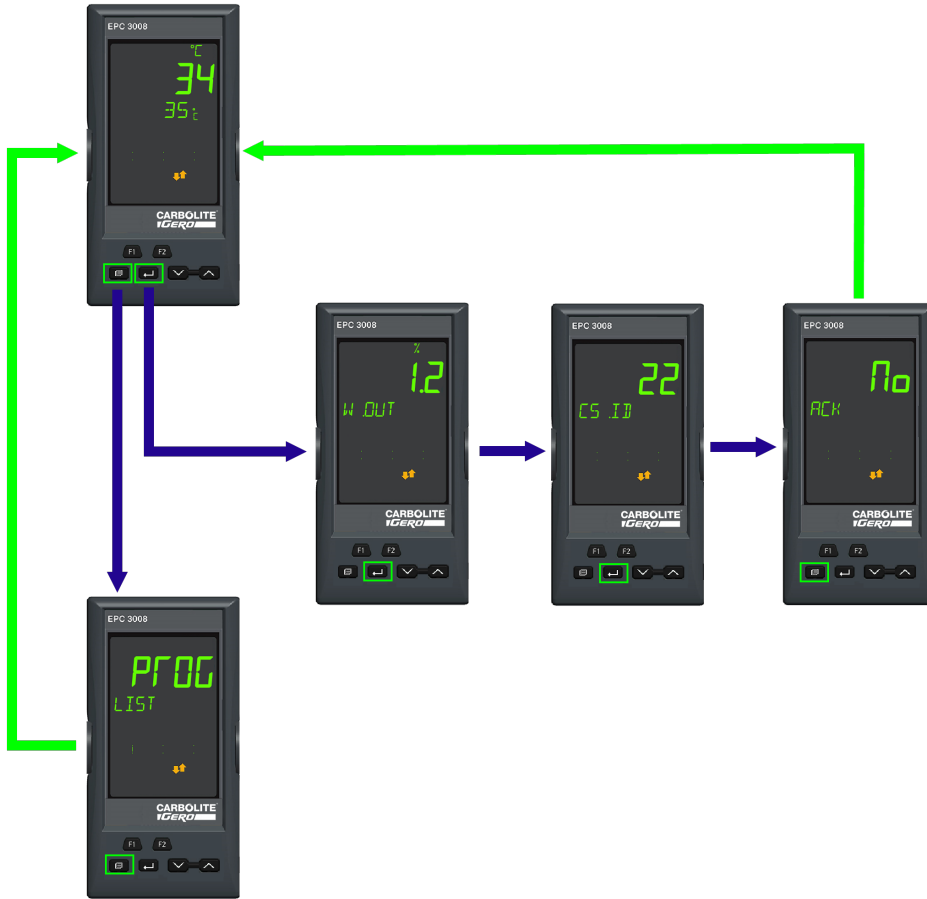 EPC 3008
°C
34
35 °C
CARBOLITE
GERO
F1 F2
EPC 3008
%
1.2
W .OUT
CARBOLITE
GERO
F1 F2
EPC 3008
22
CS .ID
CARBOLITE
GERO
F1 F2
EPC 3008
No
ACK
CARBOLITE
GERO
F1 F2
EPC 3008
PrOG
LIST
CARBOLITE
GERO
F1 F2